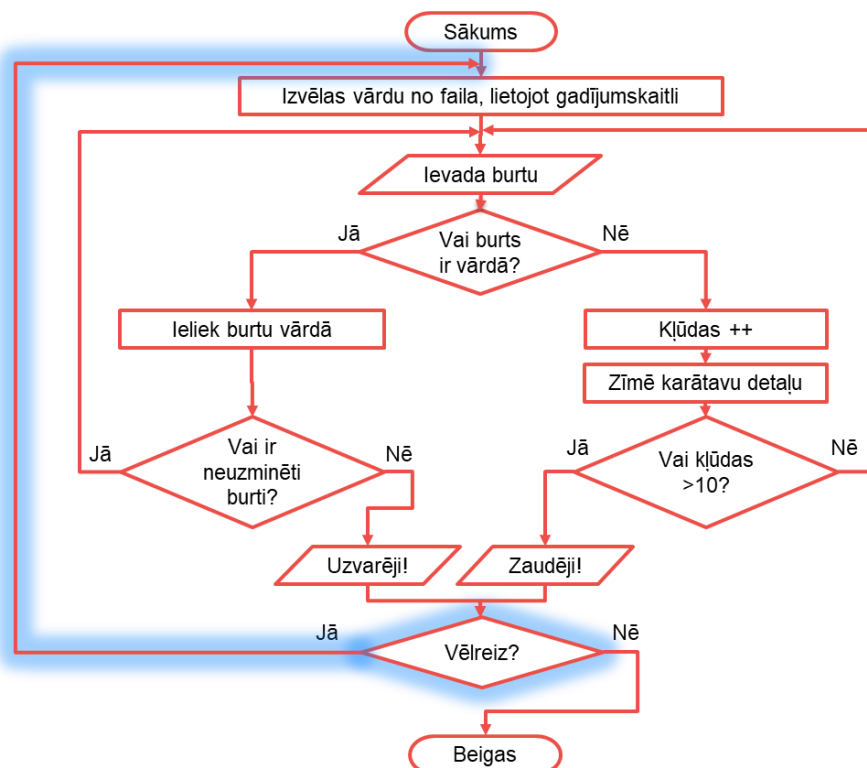 Sākums
Izvēlas vārdu no faila, lietojot gadījumskaitli
Ievada burtu
Jā
Vai burts
ir vārdā?
Nē
Ieliek burtu vārdā
Kļūdas ++
Zīmē karātavu detaļu
Jā
Vai ir
neuzminēti
burti?
Nē
Jā
Vai kļūdas
>10?
Nē
Uzvarēji!
Zaudēji!
Jā
Vēlreiz?
Nē
Beigas